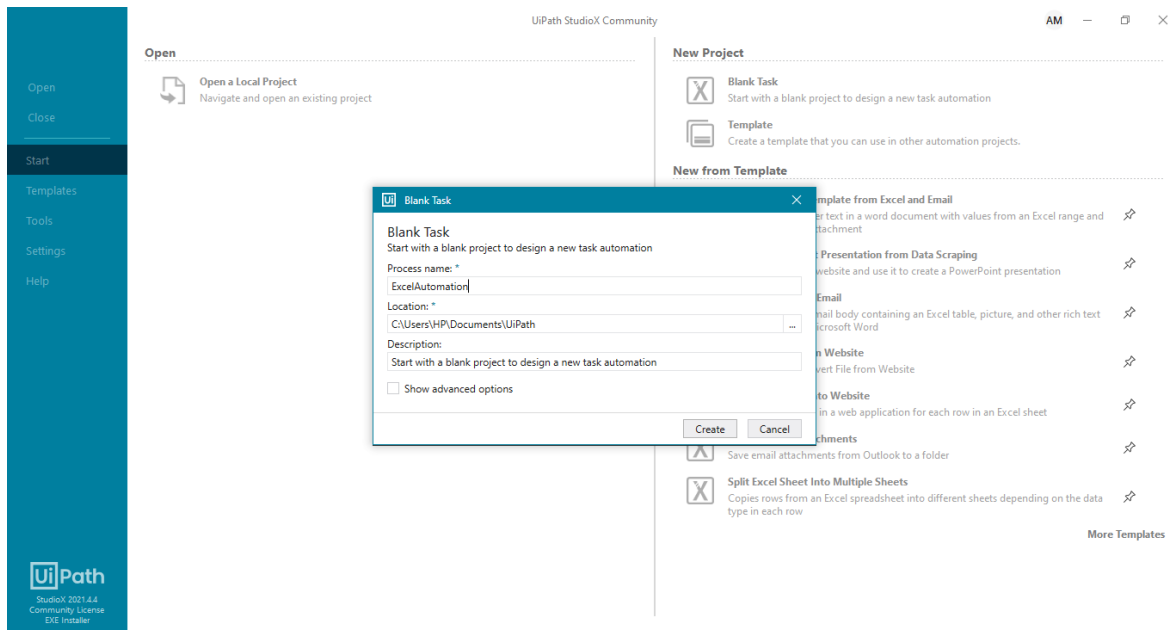 UiPath StudioX Community
AM
Open
Close
Start
Templates
Tools
Settings
Help
UiPath
StudioX 2021.4.4
Community License
EXE Installer
Open
Open a Local Project
Navigate and open an existing project
New Project
Blank Task
Start with a blank project to design a new task automation
Template
Create a template that you can use in other automation projects.
New from Template
mplate from Excel and Email
er text in a word document with values from an Excel range and
ttachment
t Presentation from Data Scraping
website and use it to create a PowerPoint presentation
Email
mail body containing an Excel table, picture, and other rich text
icrosoft Word
n Website
vert File from Website
to Website
in a web application for each row in an Excel sheet
chments
Save email attachments from Outlook to a folder
Split Excel Sheet Into Multiple Sheets
Copies rows from an Excel spreadsheet into different sheets depending on the data
type in each row
More Templates
Ui Blank Task
Blank Task
Start with a blank project to design a new task automation
Process name: *
ExcelAutomation
Location: *
C:\Users\HP\Documents\UiPath
...
Description:
Start with a blank project to design a new task automation
Show advanced options
Create
Cancel